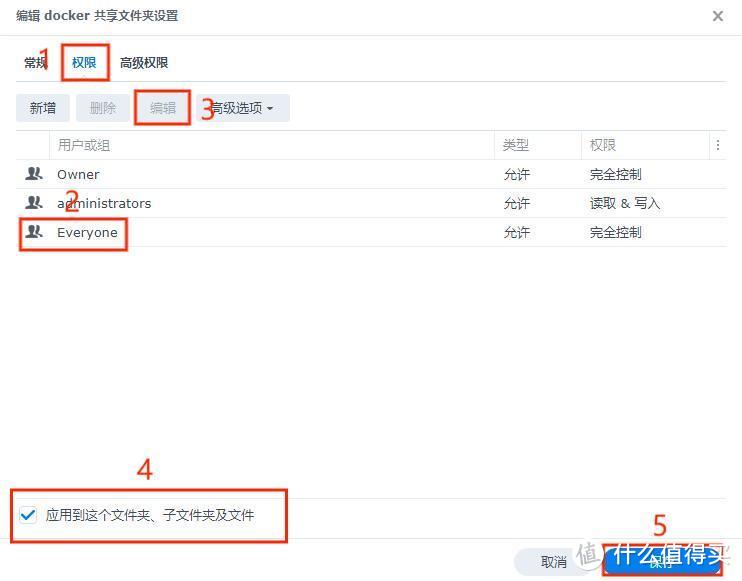 编辑 docker 共享文件夹设置
1
常规 权限 高级权限
新增 删除 编辑 3 高级选项
用户或组 类型 权限
Owner 允许 完全控制
2
administrators 允许 读取 & 写入
Everyone 允许 完全控制
4
应用到这个文件夹、子文件夹及文件
5
取消 保存
值 什么值得买